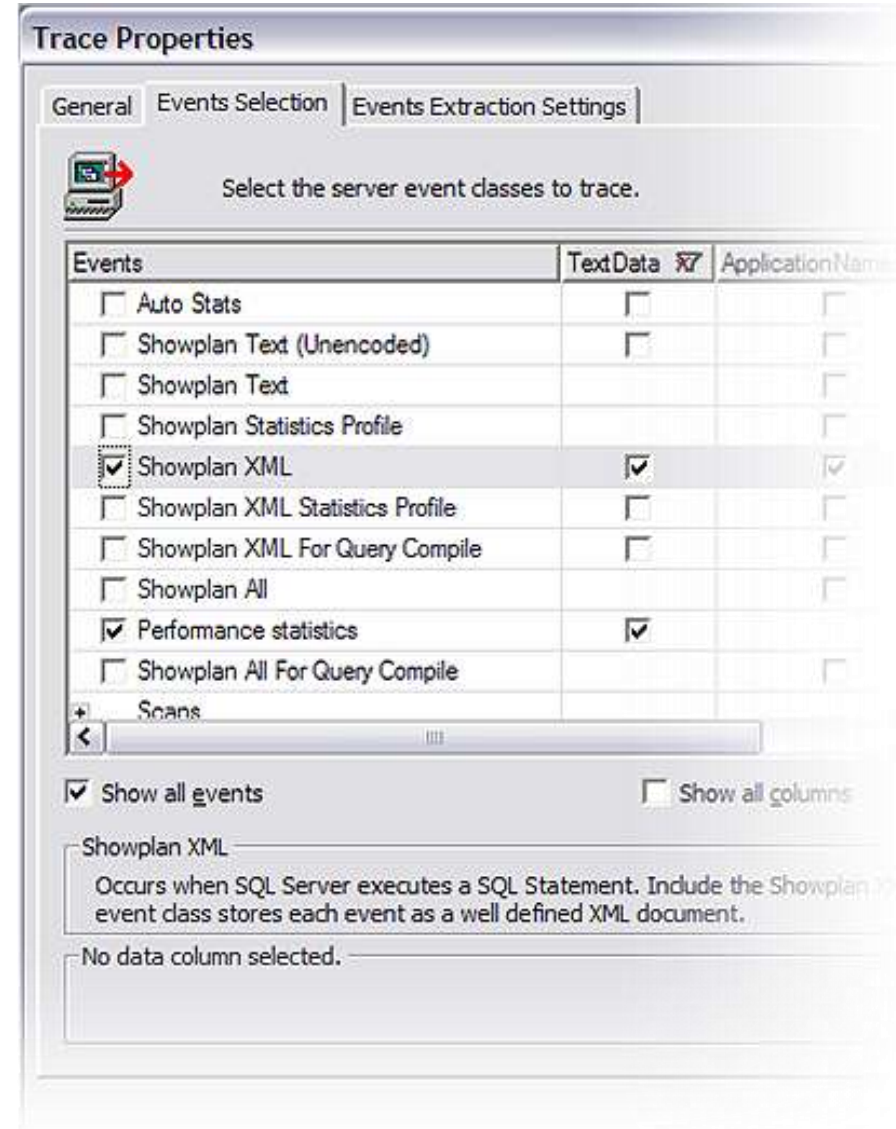 Trace Properties
General Events Selection Events Extraction Settings
Select the server event classes to trace.
Events TextData ApplicationName
Auto Stats
Showplan Text (Unencoded)
Showplan Text
Showplan Statistics Profile
Showplan XML
Showplan XML Statistics Profile
Showplan XML For Query Compile
Showplan All
Performance statistics
Showplan All For Query Compile
Scans
Show all events Show all columns
Showplan XML
Occurs when SQL Server executes a SQL Statement. Include the Showplan
event class stores each event as a well defined XML document.
No data column selected.